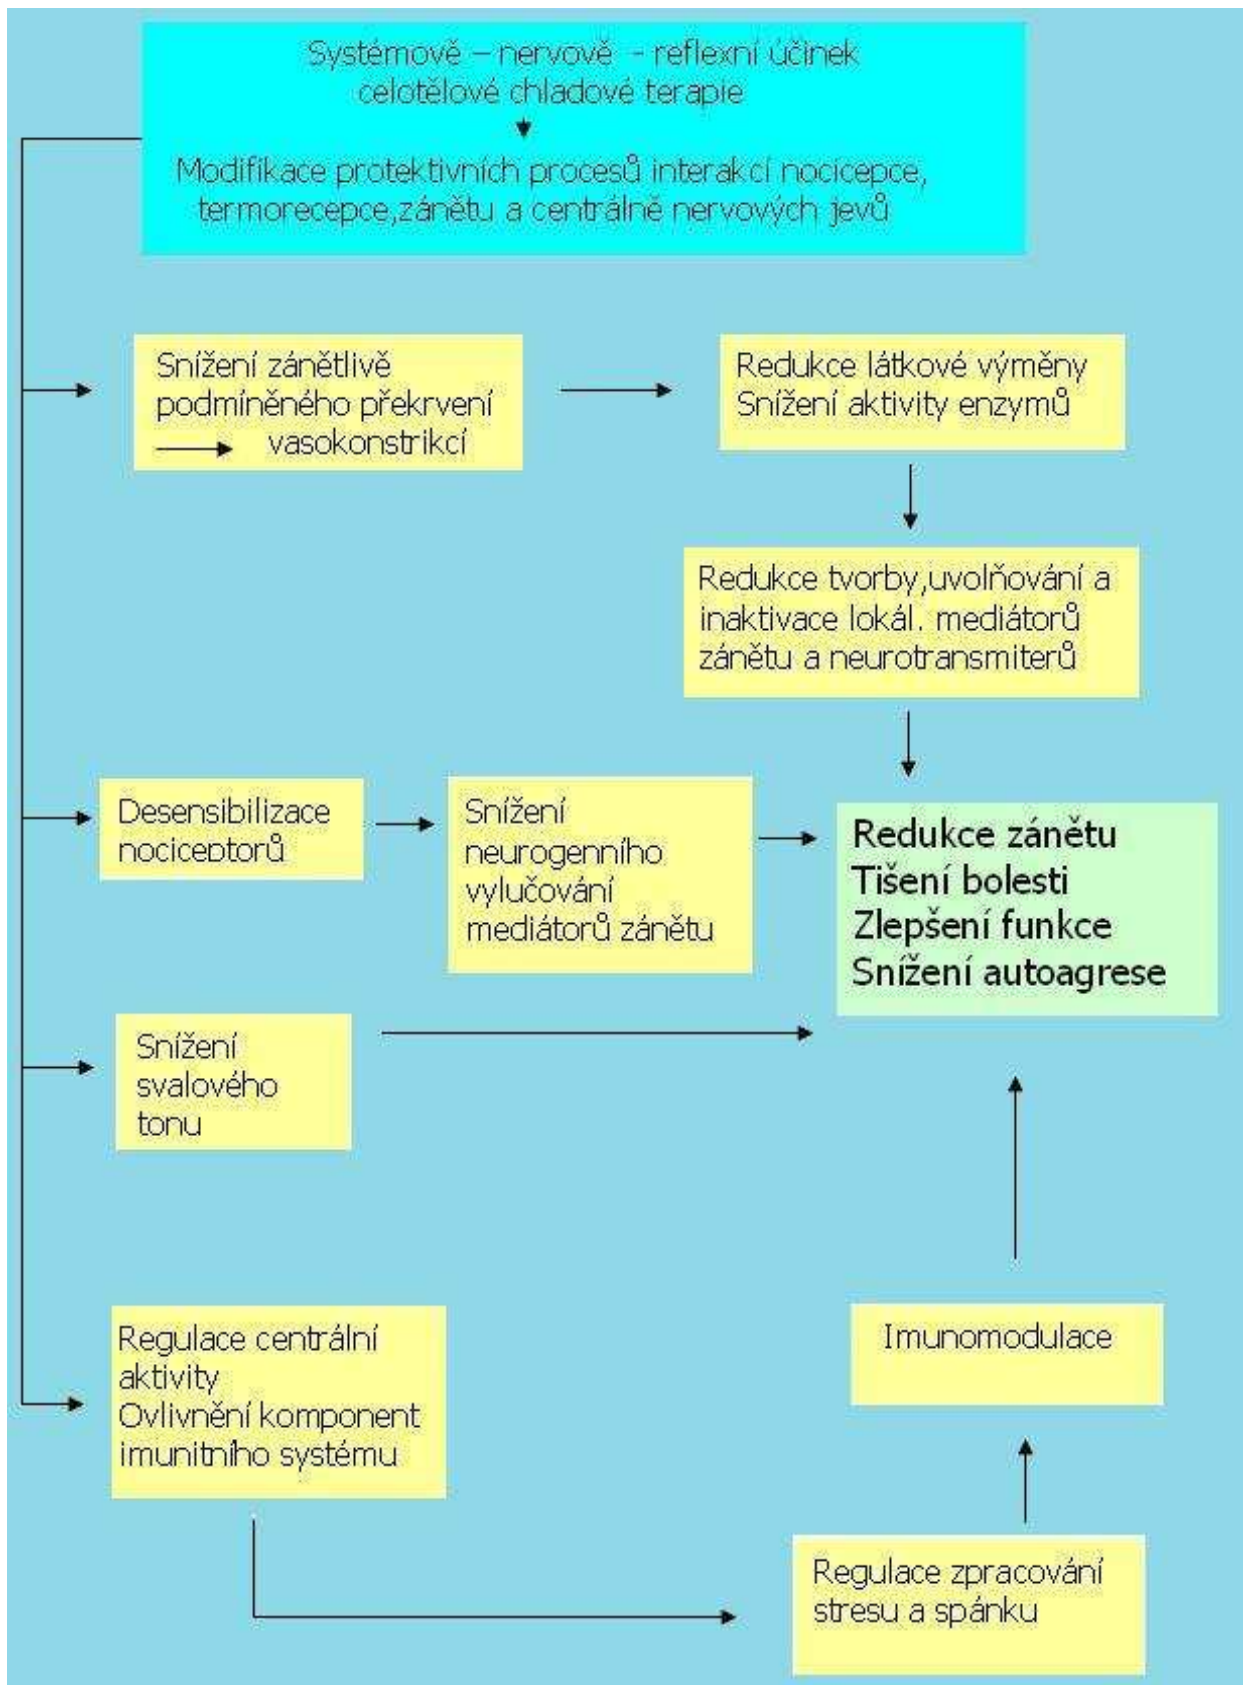 Systémově – nervově - reflexní účinek
celotělové chladové terapie
Modifikace protektivních procesů interakcí nocicepce,
termorecepce,zánětu a centrálně nervových jevů
Snížení zánětlivě
podmíněného překrvení
vasokonstrikcí
Redukce látkové výměny
Snížení aktivity enzymů
Redukce tvorby,uvolňování a
inaktivace lokál. mediátorů
zánětu a neurotransmiterů
Desensibilizace
nociceptorů
Snížení
neurogenního
vylučování
mediátorů zánětu
Redukce zánětu
Tišení bolesti
Zlepšení funkce
Snížení autoagrese
Snížení
svalového
tonu
Regulace centrální
aktivity
Ovlivnění komponent
imunitního systému
Imunomodulace
Regulace zpracování
stresu a spánku